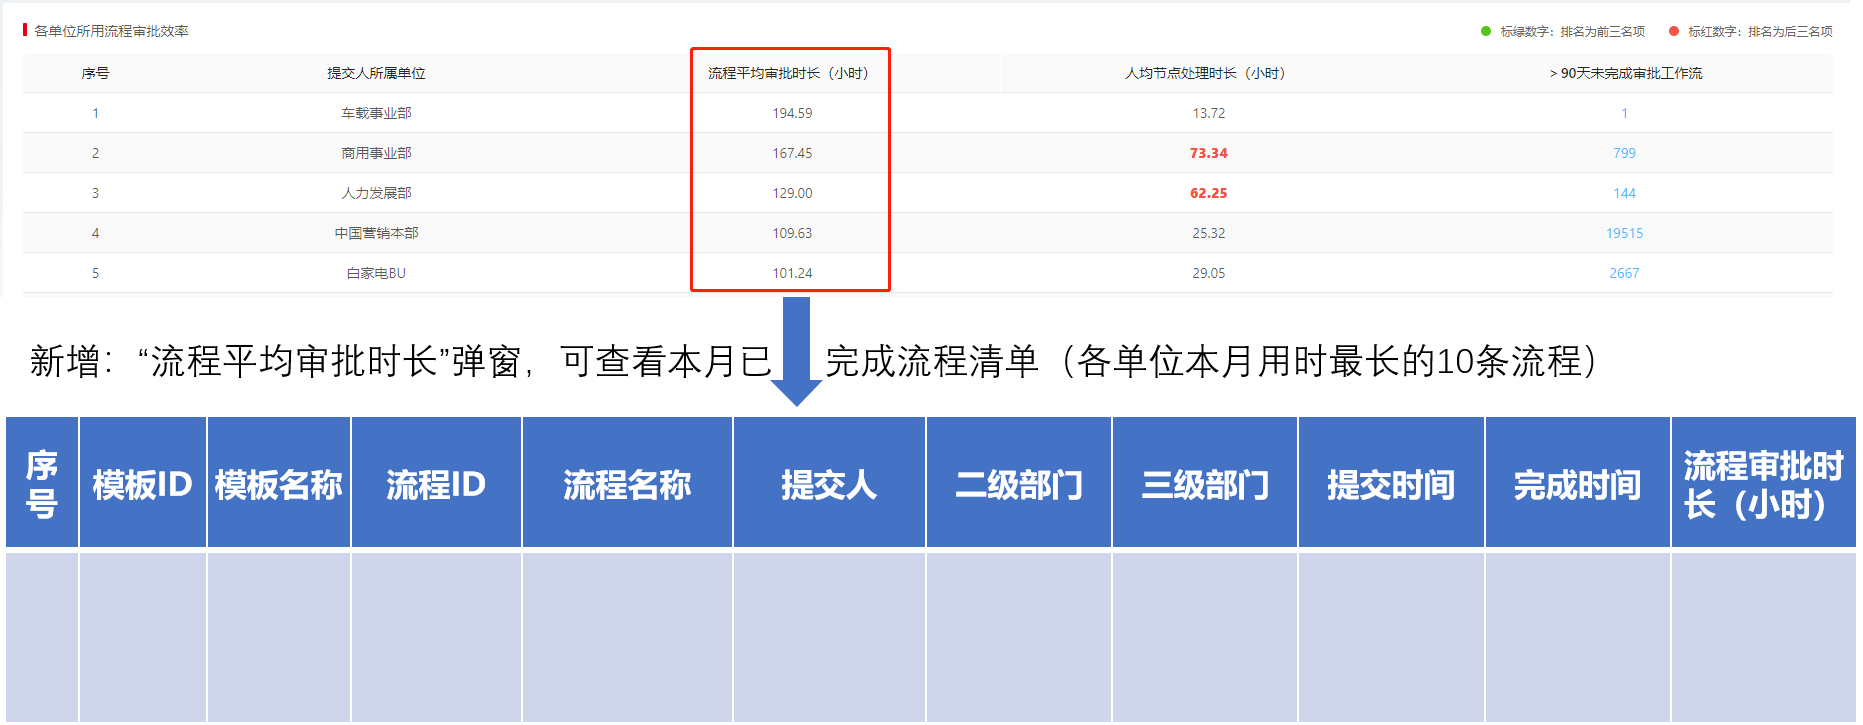 各单位所用流程审批效率
标绿数字：排名为前三名项 标红数字：排名为后三名项
序号 提交人所属单位 流程平均审批时长（小时） 人均节点处理时长（小时） > 90天未完成审批工作流
1 车载事业部 194.59 13.72 1
2 商用事业部 167.45 73.34 799
3 人力发展部 129.00 62.25 144
4 中国营销本部 109.63 25.32 19515
5 白家电BU 101.24 29.05 2667
新增：“流程平均审批时长”弹窗，可查看本月已完成流程清单（各单位本月用时最长的10条流程）
序号 模板ID 模板名称 流程ID 流程名称 提交人 二级部门 三级部门 提交时间 完成时间 流程审批时长（小时）